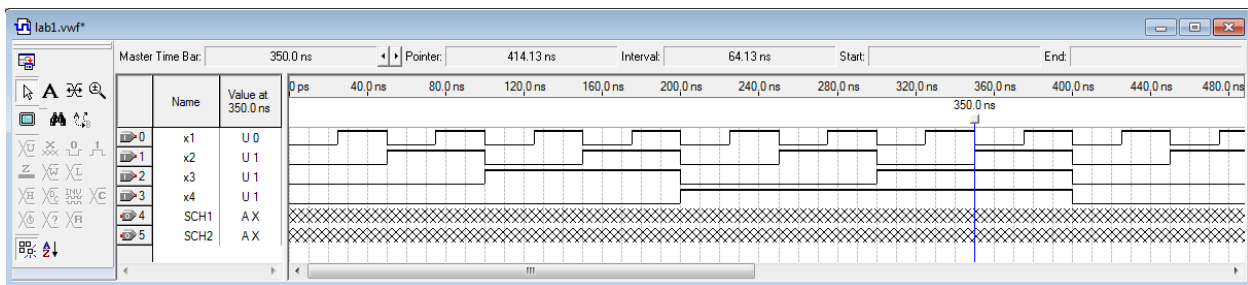 lab1.vwf*
Master Time Bar: 350.0 ns Pointer: 414.13 ns Interval: 64.13 ns Start: End:
Name Value at 350.0 ns
0 ps 40.0 ns 80.0 ns 120.0 ns 160.0 ns 200.0 ns 240.0 ns 280.0 ns 320.0 ns 360.0 ns 400.0 ns 440.0 ns 480.0 ns
350.0 ns
0 x1 U 0
1 x2 U 1
2 x3 U 1
3 x4 U 1
4 SCH1 A X
5 SCH2 A X